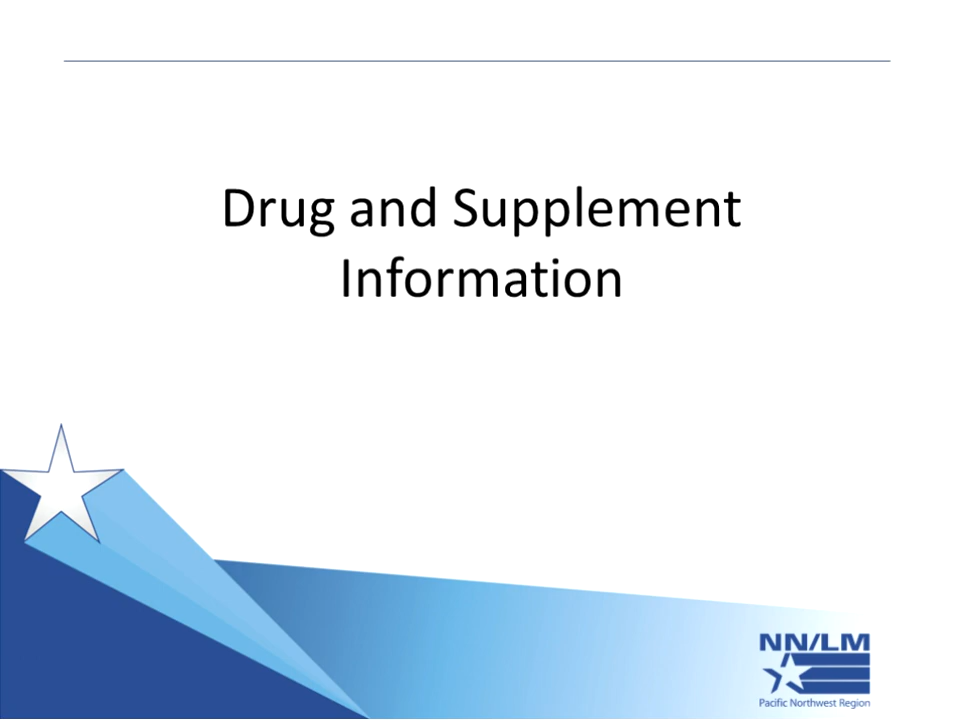 Drug and Supplement
Information
NN/LM
Pacific Northwest Region